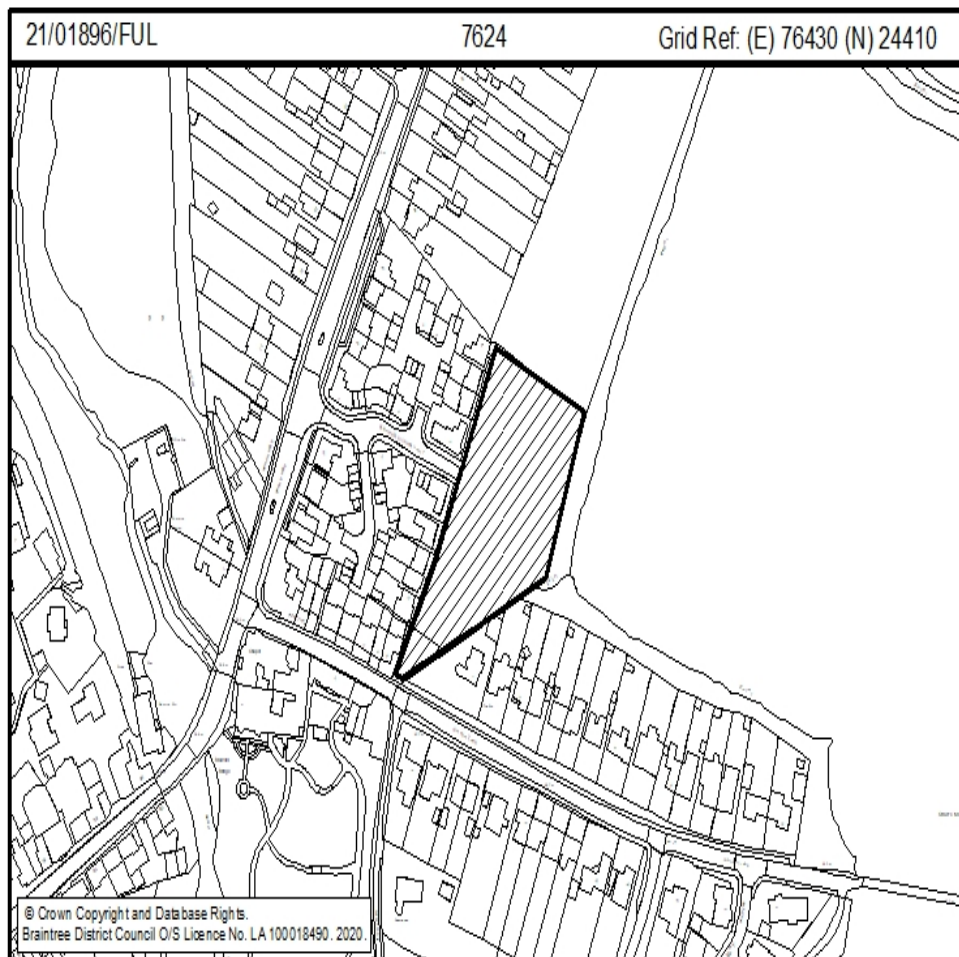 21/01896/FUL 7624 Grid Ref: (E) 76430 (N) 24410
© Crown Copyright and Database Rights.
Braintree District Council O/S Licence No. LA 100018490. 2020.